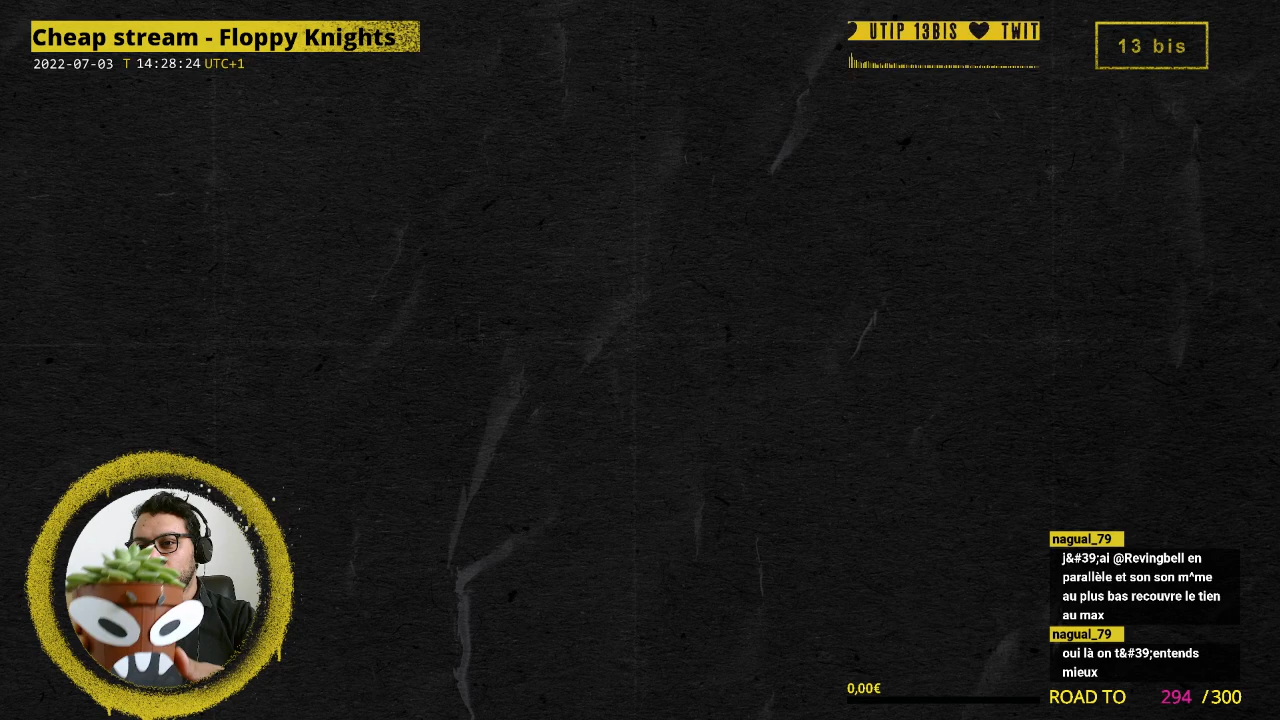 Cheap stream - Floppy Knights
2022-07-03 T 14:28:24 UTC+1
UTIP 13BIS ♥ TWIT
13 bis
nagual_79
j&#39;ai @Revingbell en
parallèle et son son m^me
au plus bas recouvre le tien
au max
nagual_79
oui là on t&#39;entends
mieux
0,00€
ROAD TO 294 /300